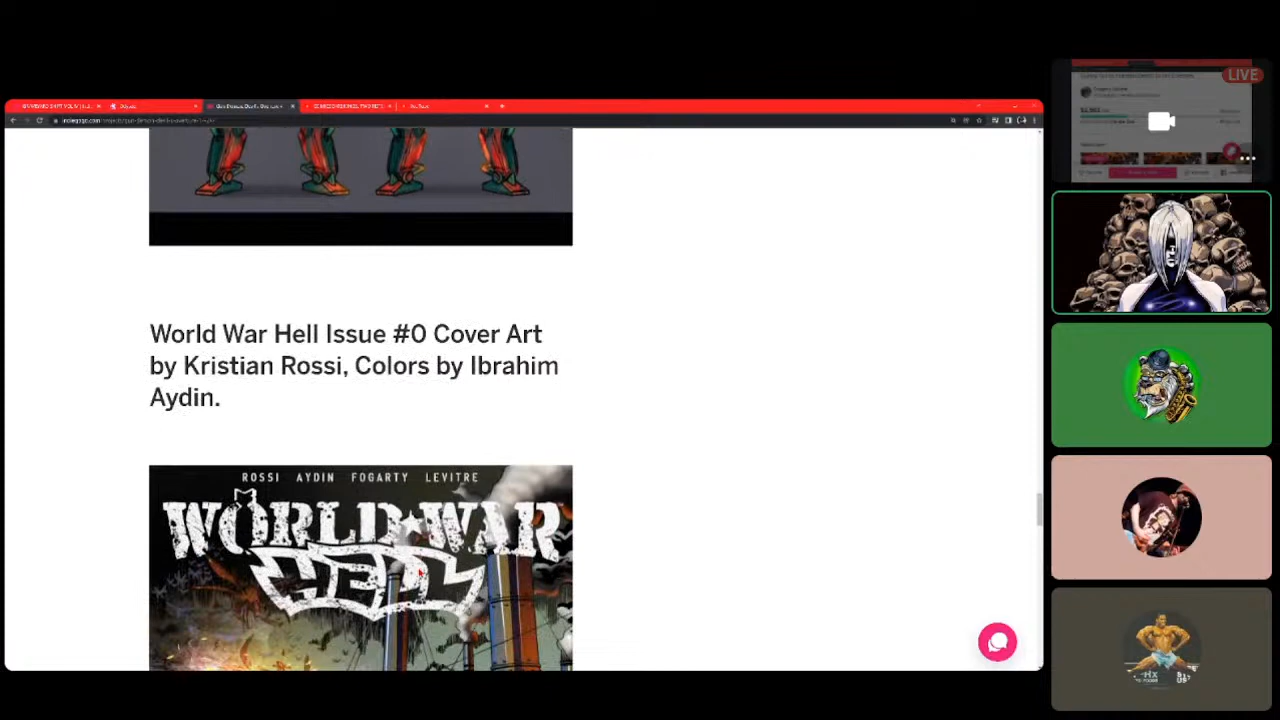 World War Hell Issue #0 Cover Art
by Kristian Rossi, Colors by Ibrahim
Aydin.
ROSSI AYDIN FOGARTY LEVITRE
WORLD WAR
HELL
LIVE